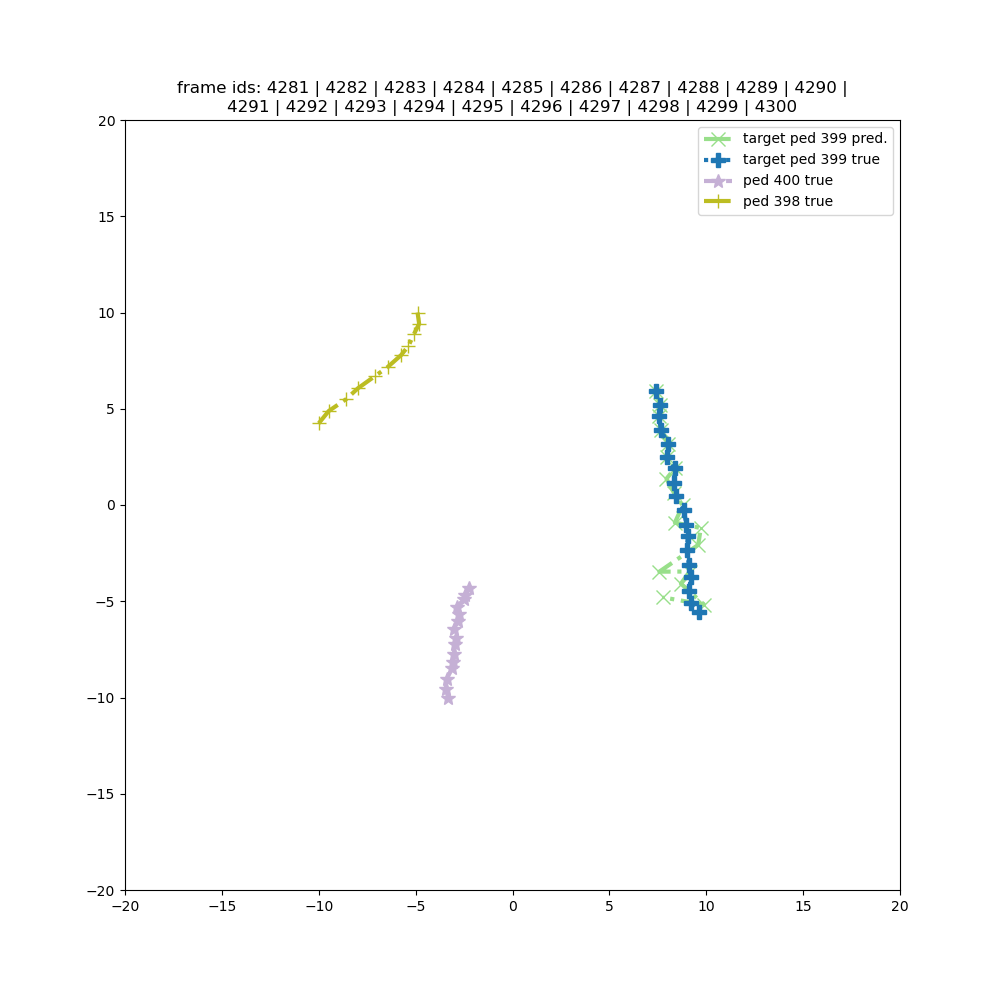 frame ids: 4281 | 4282 | 4283 | 4284 | 4285 | 4286 | 4287 | 4288 | 4289 | 4290 |
4291 | 4292 | 4293 | 4294 | 4295 | 4296 | 4297 | 4298 | 4299 | 4300
target ped 399 pred.
target ped 399 true
ped 400 true
ped 398 true
20
15
10
5
0
−5
−10
−15
−20
−20 −15 −10 −5 0 5 10 15 20